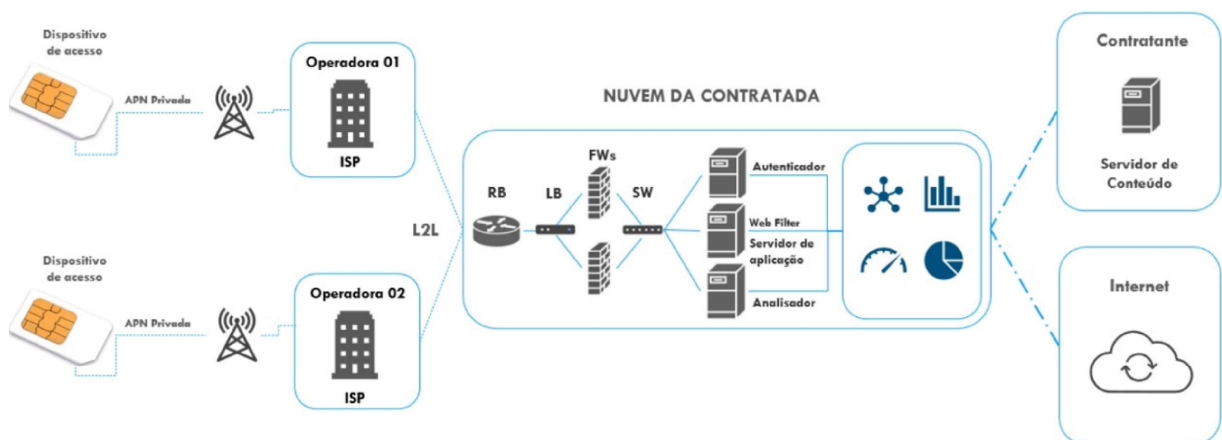 Dispositivo
de acesso
APN Privada
Operadora 01
ISP
Dispositivo
de acesso
APN Privada
Operadora 02
ISP
L2L
NUVEM DA CONTRATADA
RB
LB
FWs
SW
Autenticador
Web Filter
Servidor de
aplicação
Analisador
Contratante
Servidor de
Conteúdo
Internet